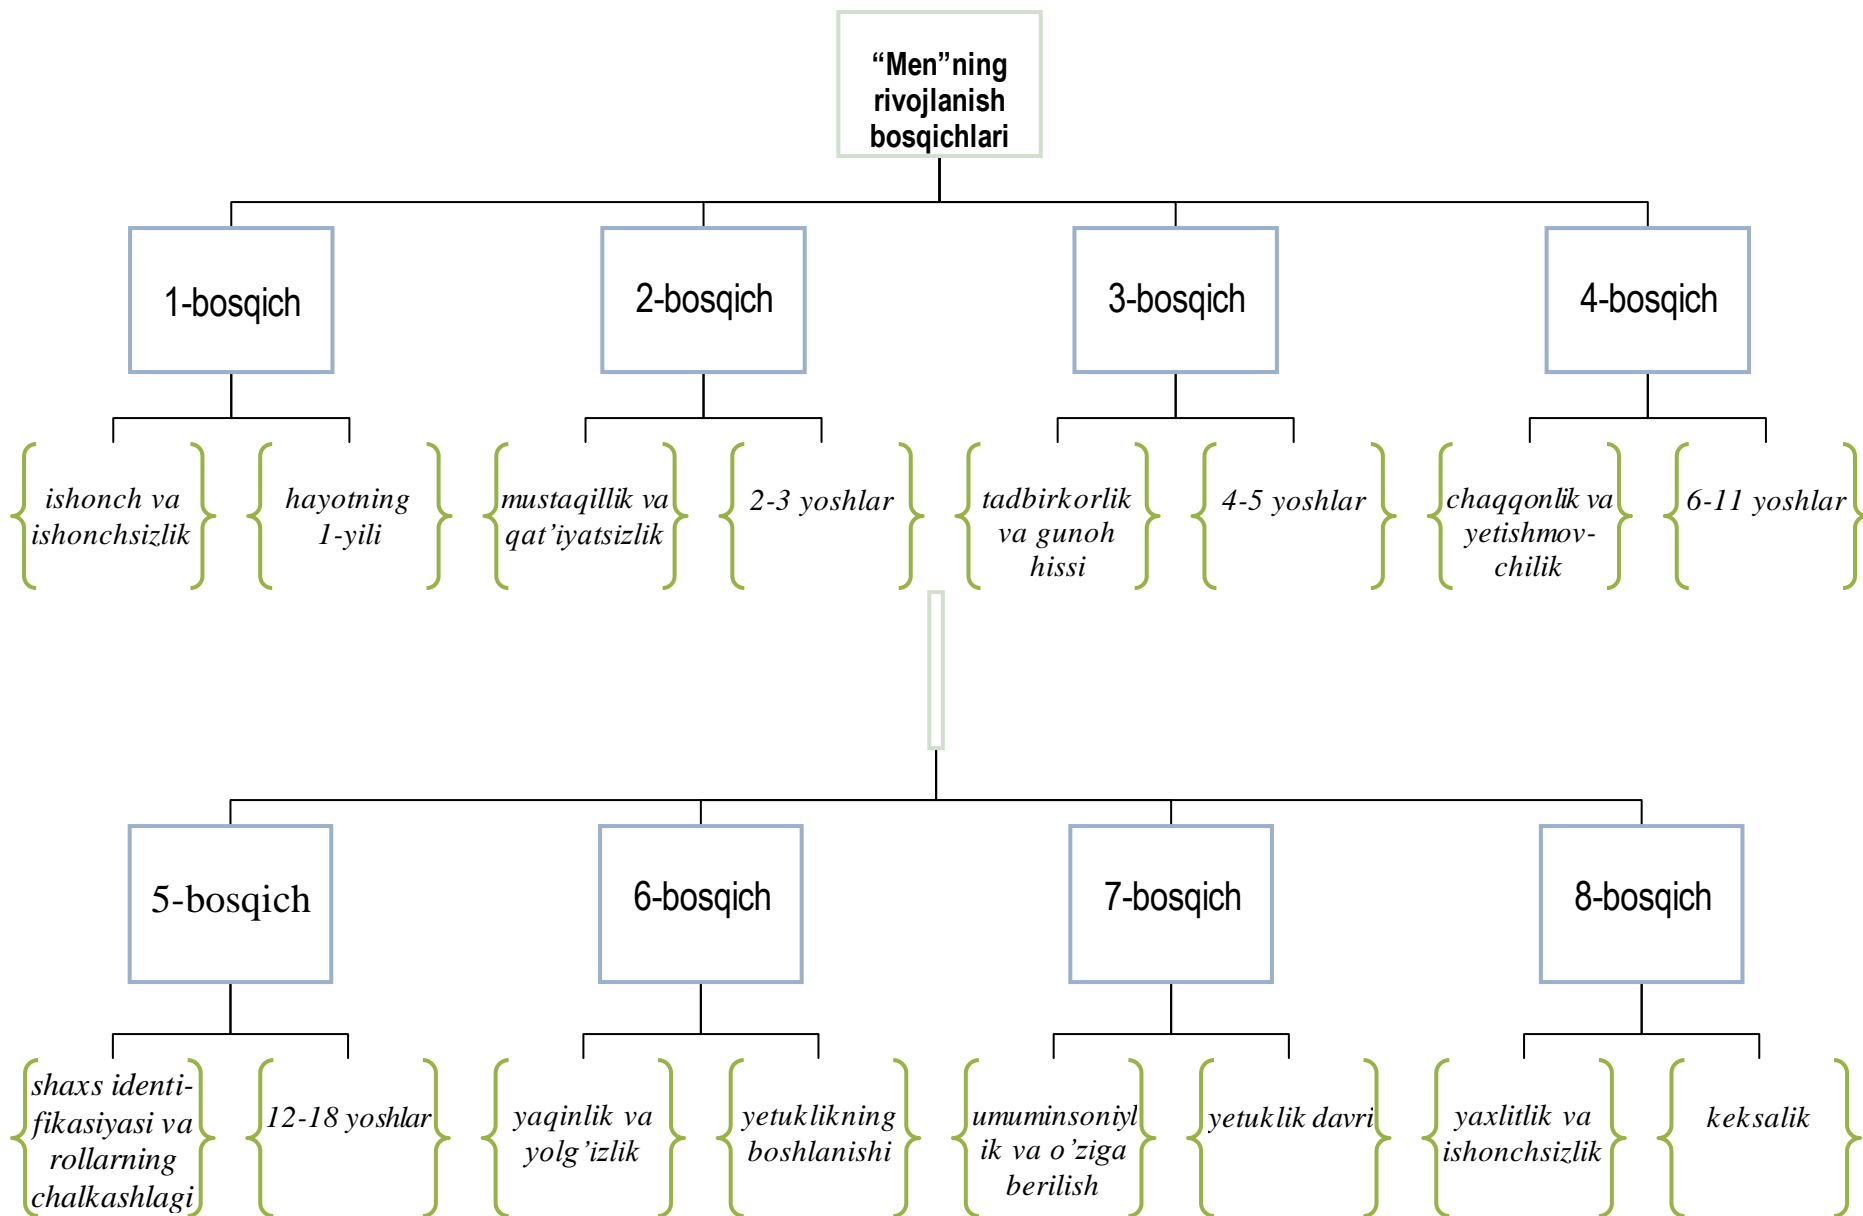 “Men”ning
rivojlanish
bosqichlari
1-bosqich
2-bosqich
3-bosqich
4-bosqich
ishonch va
ishonchsizlik
hayotning
1-yili
mustaqillik va
qat’iyatsizlik
2-3 yoshlar
tadbirkorlik
va gunoh
hissi
4-5 yoshlar
chaqqonlik va
yetishmov-
chilik
6-11 yoshlar
5-bosqich
6-bosqich
7-bosqich
8-bosqich
shaxs identi-
fikasiyasi va
rollarning
chalkashlagi
12-18 yoshlar
yaqinlik va
yolg’izlik
yetuklikning
boshlanishi
umuminsoniyl
ik va o’ziga
berilish
yetuklik davri
yaxlitlik va
ishonchsizlik
keksalik